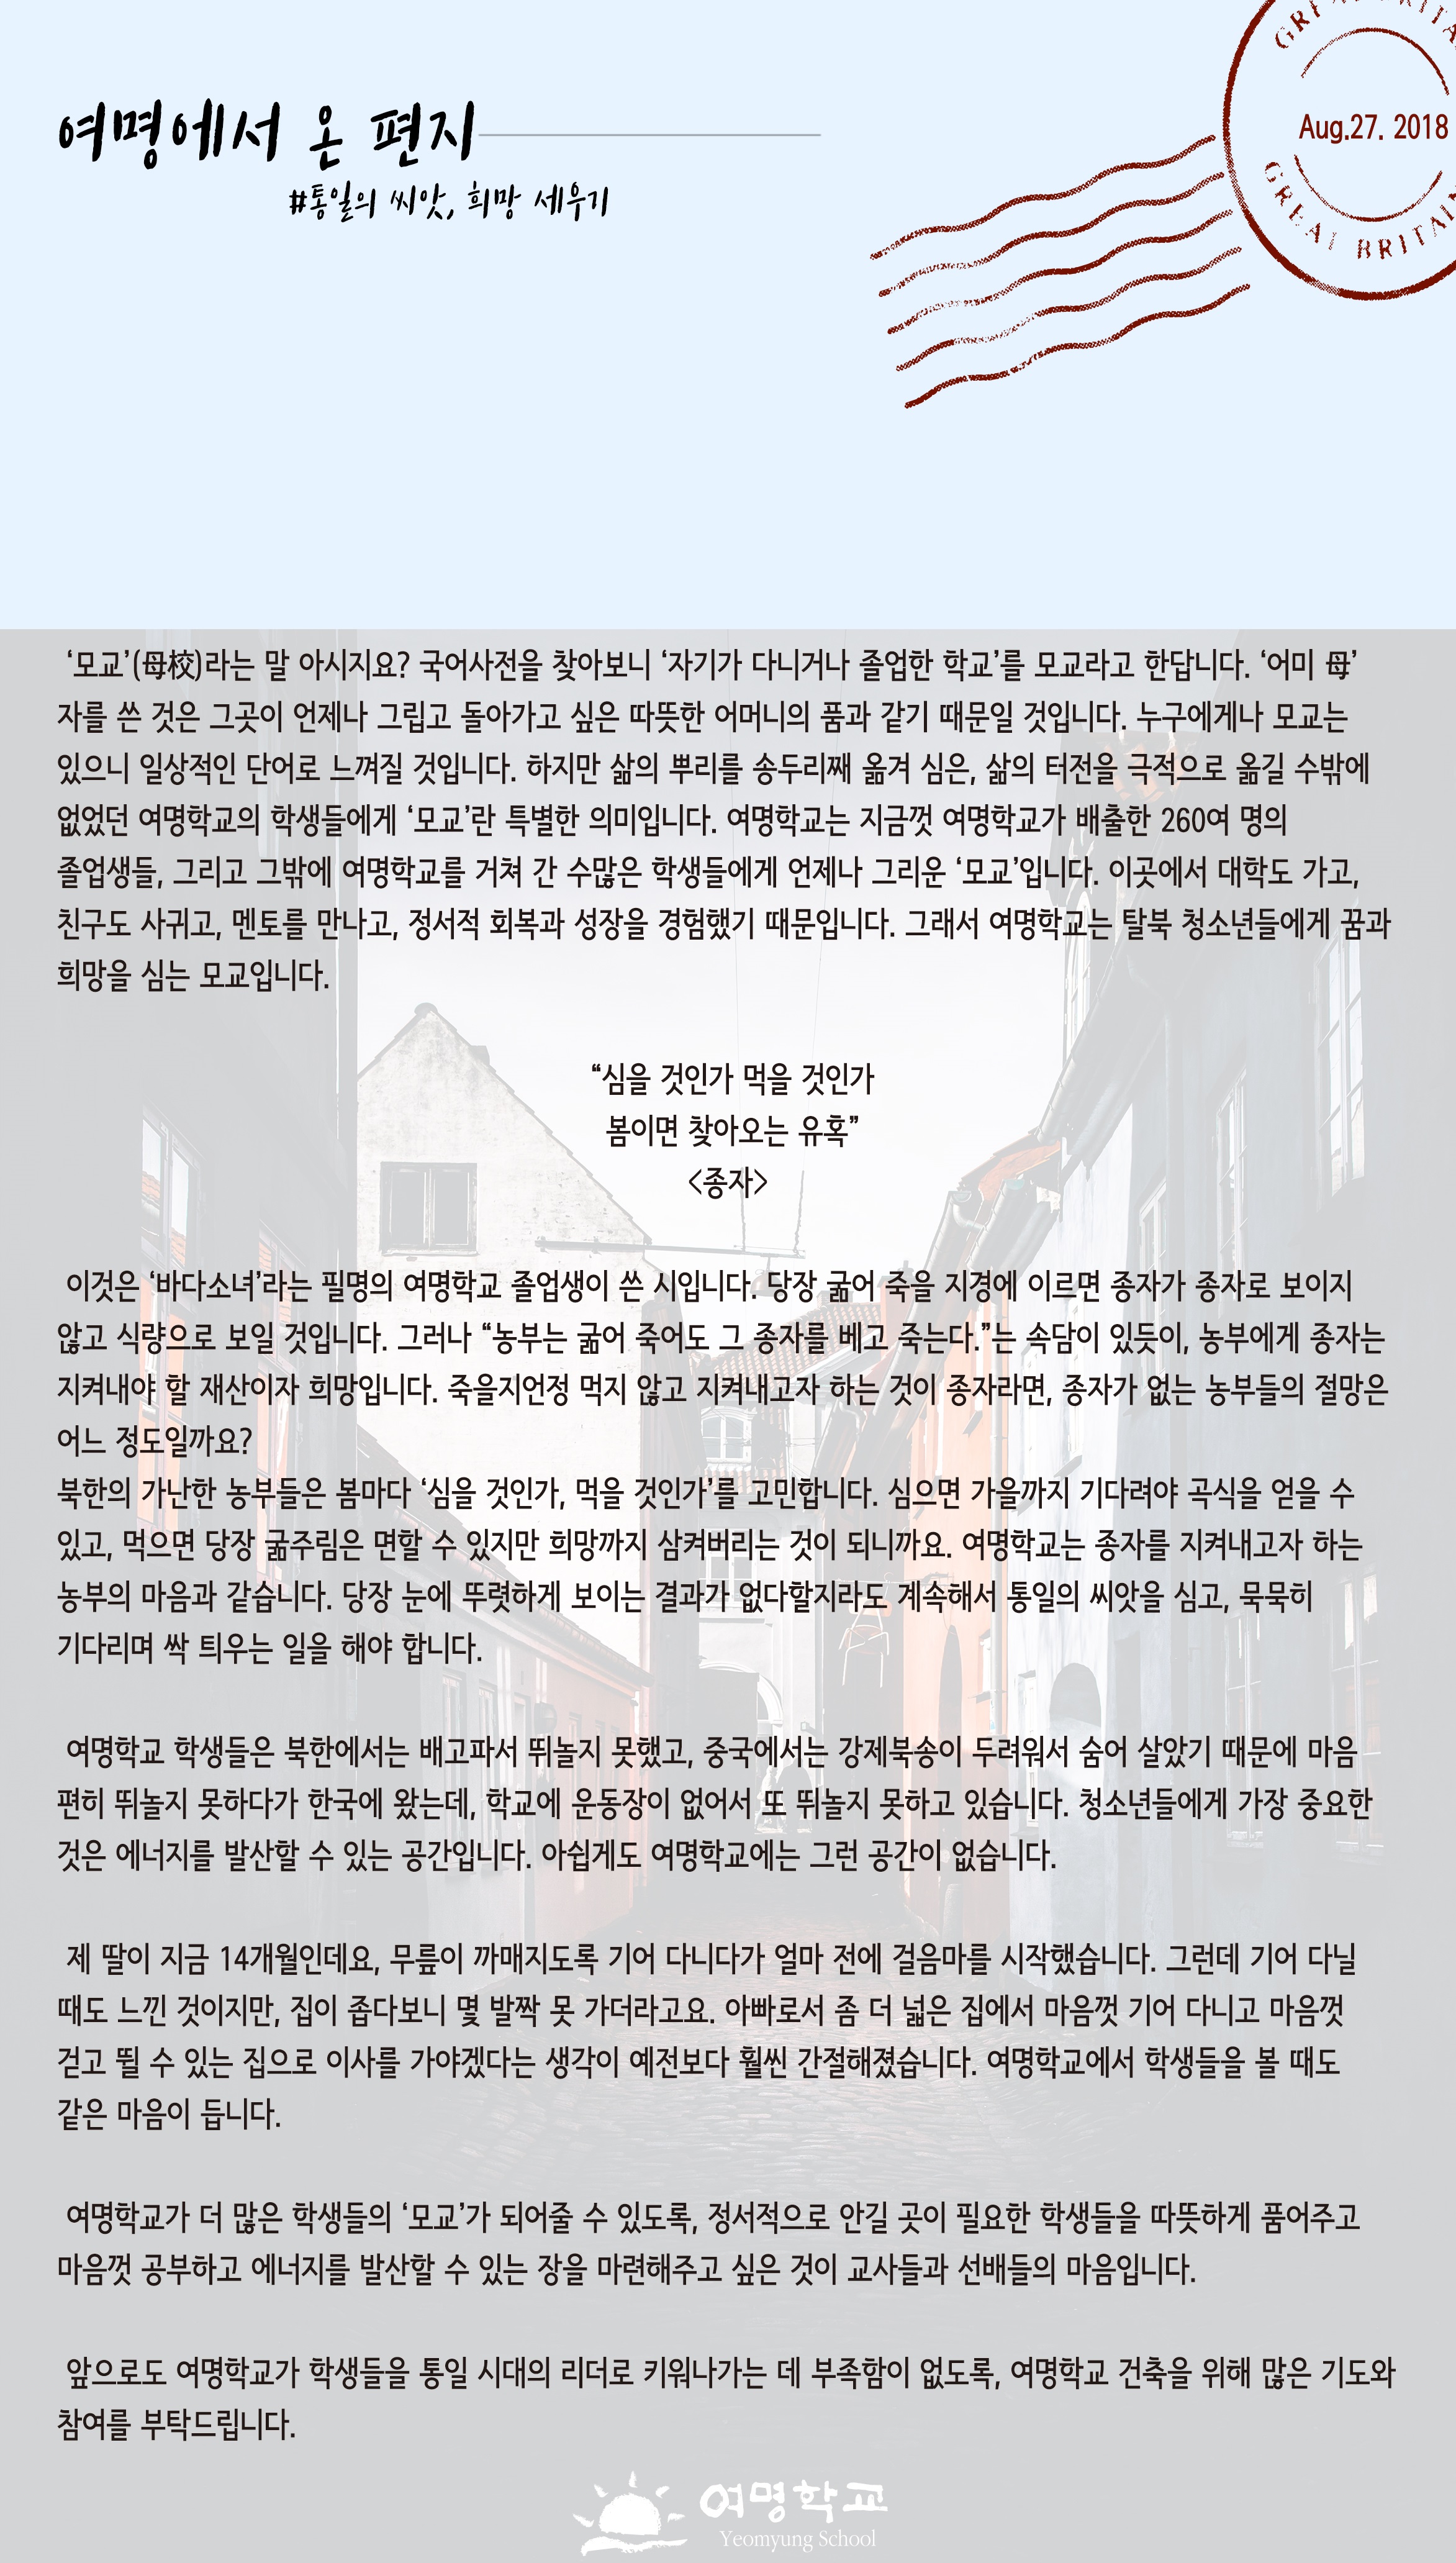 GREAT BRITAIN
Aug.27. 2018
GREAT BRITAIN
여명에서 온 편지
#통일의 씨앗, 희망 세우기
‘모교’(母校)라는 말 아시지요? 국어사전을 찾아보니 ‘자기가 다니거나 졸업한 학교’를 모교라고 한답니다. ‘어미 母’
자를 쓴 것은 그곳이 언제나 그립고 돌아가고 싶은 따뜻한 어머니의 품과 같기 때문일 것입니다. 누구에게나 모교는
있으니 일상적인 단어로 느껴질 것입니다. 하지만 삶의 뿌리를 송두리째 옮겨 심은, 삶의 터전을 극적으로 옮길 수밖에
없었던 여명학교의 학생들에게 ‘모교’란 특별한 의미입니다. 여명학교는 지금껏 여명학교가 배출한 260여 명의
졸업생들, 그리고 그밖에 여명학교를 거쳐 간 수많은 학생들에게 언제나 그리운 ‘모교’입니다. 이곳에서 대학도 가고,
친구도 사귀고, 멘토를 만나고, 정서적 회복과 성장을 경험했기 때문입니다. 그래서 여명학교는 탈북 청소년들에게 꿈과
희망을 심는 모교입니다.
“심을 것인가 먹을 것인가
봄이면 찾아오는 유혹”
<종자>
이것은 ‘바다소녀’라는 필명의 여명학교 졸업생이 쓴 시입니다. 당장 굶어 죽을 지경에 이르면 종자가 종자로 보이지
않고 식량으로 보일 것입니다. 그러나 “농부는 굶어 죽어도 그 종자를 베고 죽는다.”는 속담이 있듯이, 농부에게 종자는
지켜내야 할 재산이자 희망입니다. 죽을지언정 먹지 않고 지켜내고자 하는 것이 종자라면, 종자가 없는 농부들의 절망은
어느 정도일까요?
북한의 가난한 농부들은 봄마다 ‘심을 것인가, 먹을 것인가’를 고민합니다. 심으면 가을까지 기다려야 곡식을 얻을 수
있고, 먹으면 당장 굶주림은 면할 수 있지만 희망까지 삼켜버리는 것이 되니까요. 여명학교는 종자를 지켜내고자 하는
농부의 마음과 같습니다. 당장 눈에 뚜렷하게 보이는 결과가 없다할지라도 계속해서 통일의 씨앗을 심고, 묵묵히
기다리며 싹 틔우는 일을 해야 합니다.
여명학교 학생들은 북한에서는 배고파서 뛰놀지 못했고, 중국에서는 강제북송이 두려워서 숨어 살았기 때문에 마음
편히 뛰놀지 못하다가 한국에 왔는데, 학교에 운동장이 없어서 또 뛰놀지 못하고 있습니다. 청소년들에게 가장 중요한
것은 에너지를 발산할 수 있는 공간입니다. 아쉽게도 여명학교에는 그런 공간이 없습니다.
제 딸이 지금 14개월인데요, 무릎이 까매지도록 기어 다니다가 얼마 전에 걸음마를 시작했습니다. 그런데 기어 다닐
때도 느낀 것이지만, 집이 좁다보니 몇 발짝 못 가더라고요. 아빠로서 좀 더 넓은 집에서 마음껏 기어 다니고 마음껏
걷고 뛸 수 있는 집으로 이사를 가야겠다는 생각이 예전보다 훨씬 간절해졌습니다. 여명학교에서 학생들을 볼 때도
같은 마음이 듭니다.
여명학교가 더 많은 학생들의 ‘모교’가 되어줄 수 있도록, 정서적으로 안길 곳이 필요한 학생들을 따뜻하게 품어주고
마음껏 공부하고 에너지를 발산할 수 있는 장을 마련해주고 싶은 것이 교사들과 선배들의 마음입니다.
앞으로도 여명학교가 학생들을 통일 시대의 리더로 키워나가는 데 부족함이 없도록, 여명학교 건축을 위해 많은 기도와
참여를 부탁드립니다.
여명학교
Yeomyung School